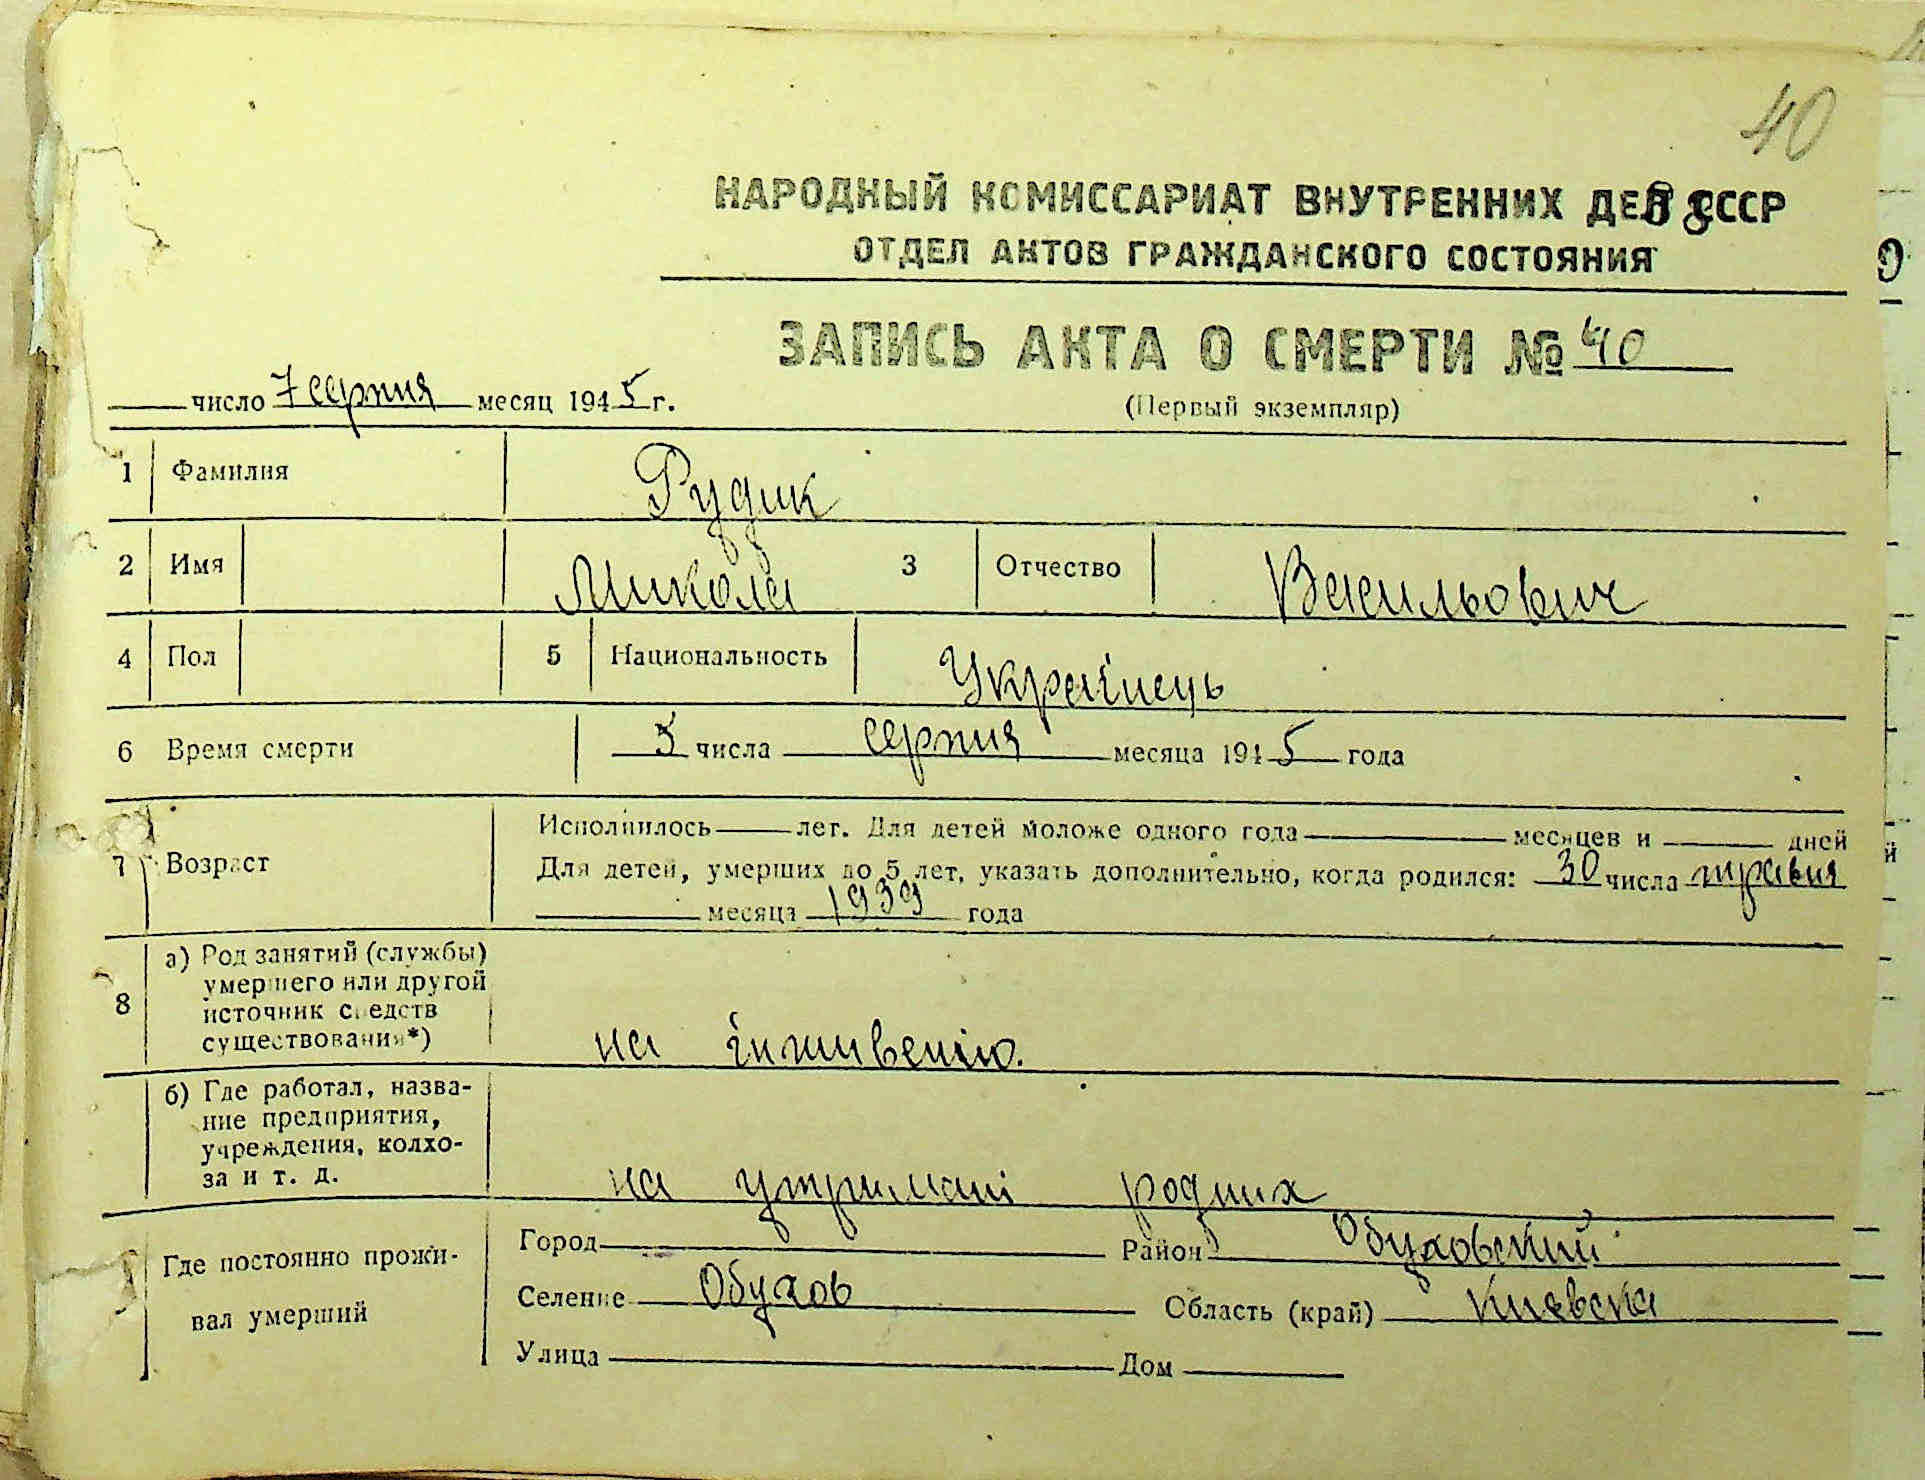 40
НАРОДНЫЙ КОМИССАРИАТ ВНУТРЕННИХ ДЕЛ СССР
ОТДЕЛ АКТОВ ГРАЖДАНСКОГО СОСТОЯНИЯ
ЗАПИСЬ АКТА О СМЕРТИ № 40
число 7 серпня месяц 1945 г.
(Первый экземпляр)
1 Фамилия Рудик
2 Имя Микола 3 Отчество Васильович
4 Пол 5 Национальность Українець
6 Время смерти 5 числа серпня месяца 1945 года
7 Возраст Исполнилось лет. Для детей моложе одного года месяцев и дней
Для детей, умерших до 5 лет, указать дополнительно, когда родился: 30 числа травня
месяца 1939 года
8 а) Род занятий (службы)
умершего или другой
источник средств
существования*) на іждивенію.
б) Где работал, назва-
ние предприятия,
учреждения, колхо-
за и т. д. на утримані родних
Где постоянно прожи-
вал умерший
Город Район Обуховский
Селение Обухов Область (край) Киевска
Улица Дом